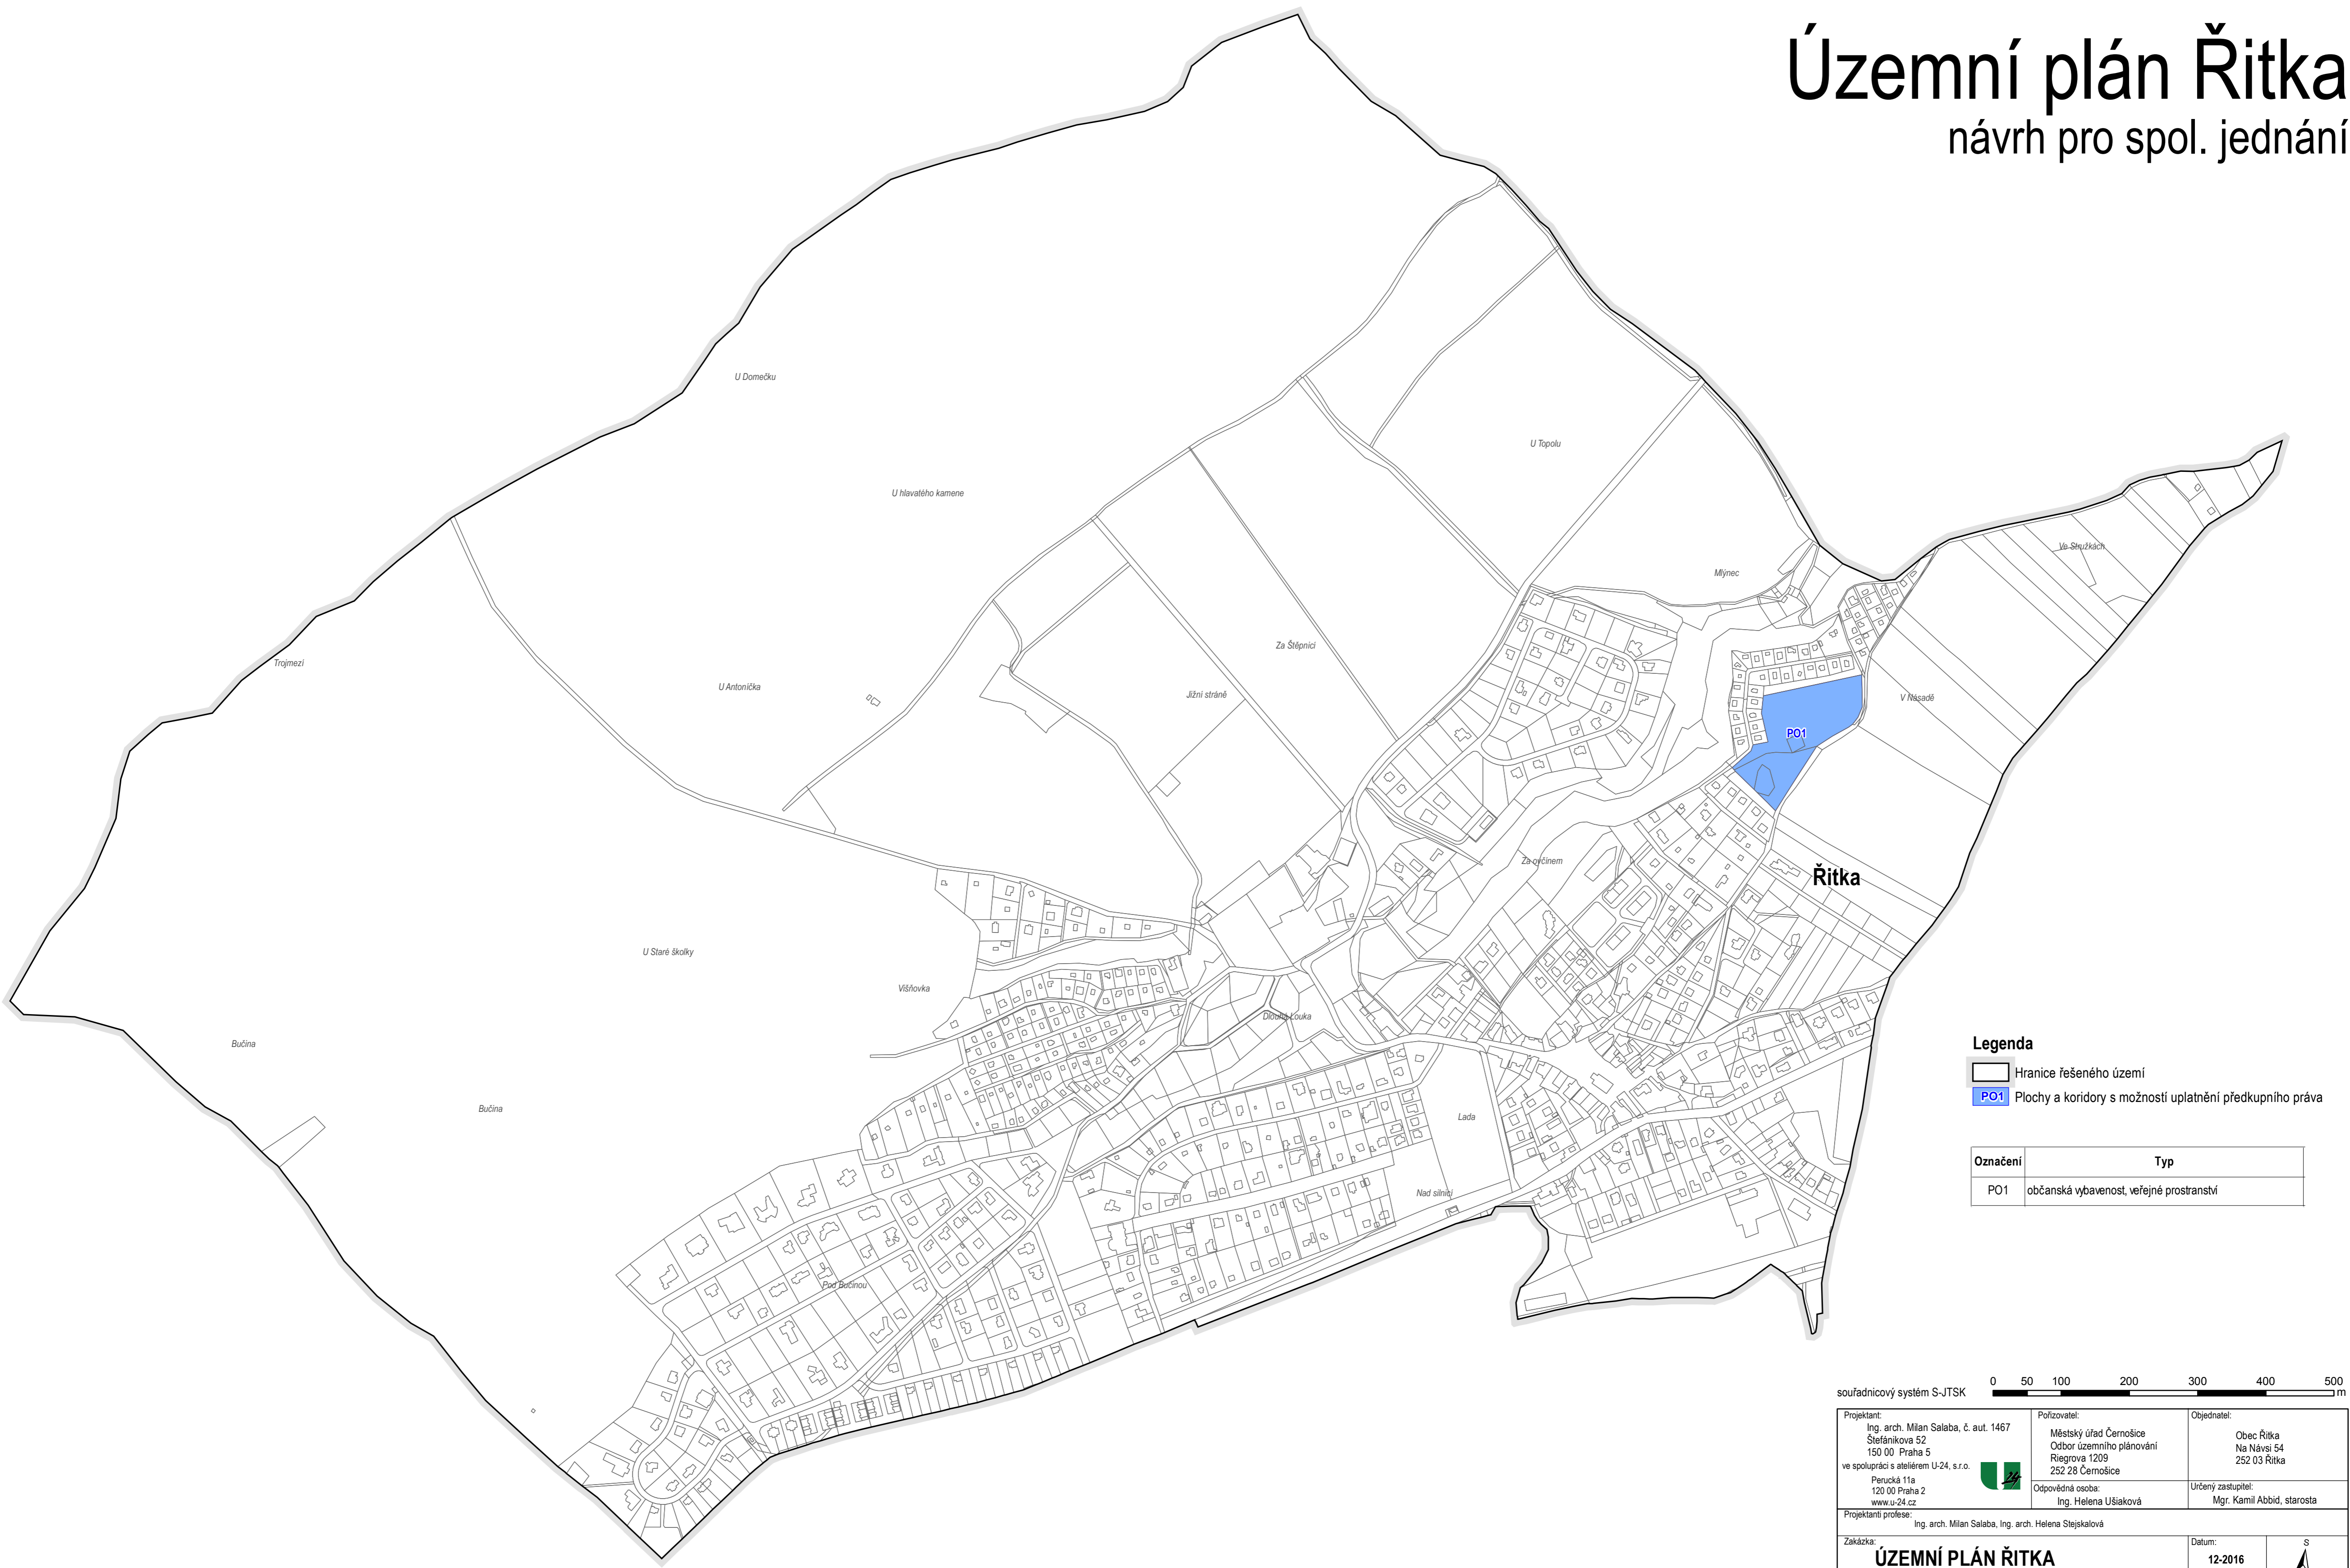 Územní plán Řitka
návrh pro spol. jednání
U Domečku
U Topolu
U hlavatého kamene
Ve Stružkách
Mlýnec
Za Štěpnicí
Trojmezí
U Antoníčka
Jižní stráně
V Násadě
PO1
Za ovčínem
Řitka
U Staré školky
Višňovka
Dlouhá Louka
Bučina
Bučina
Lada
Nad silnicí
Pod Bučinou
Legenda
Hranice řešeného území
PO1 Plochy a koridory s možností uplatnění předkupního práva
Označení Typ
PO1 občanská vybavenost, veřejné prostranství
souřadnicový systém S-JTSK
0 50 100 200 300 400 500
m
Projektant:
Ing. arch. Milan Salaba, č. aut. 1467
Štefánikova 52
150 00 Praha 5
ve spolupráci s ateliérem U-24, s.r.o.
Perucká 11a
120 00 Praha 2
www.u-24.cz
U 24
Pořizovatel:
Městský úřad Černošice
Odbor územního plánování
Riegrova 1209
252 28 Černošice
Odpovědná osoba:
Ing. Helena Ušiaková
Objednatel:
Obec Řitka
Na Návsi 54
252 03 Řitka
Určený zastupitel:
Mgr. Kamil Abbid, starosta
Projektanti profese:
Ing. arch. Milan Salaba, Ing. arch. Helena Stejskalová
Zakázka:
ÚZEMNÍ PLÁN ŘITKA
Datum:
12-2016
S